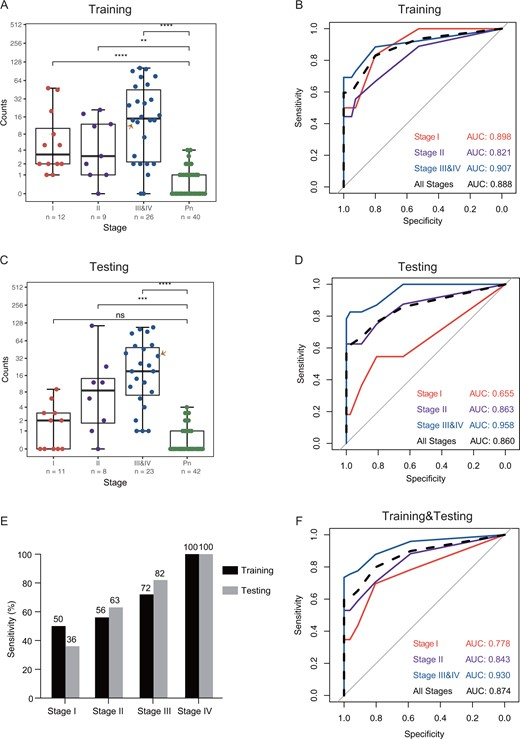 A
Training
Counts
512
256
128
64
32
16
8
4
2
1
0
****
**
****
I
II
III&IV
Pn
n = 12
n = 9
n = 26
n = 40
Stage
B
Training
Sensitivity
1.0
0.8
0.6
0.4
0.2
0.0
Stage I AUC: 0.898
Stage II AUC: 0.821
Stage III&IV AUC: 0.907
All Stages AUC: 0.888
1.0 0.8 0.6 0.4 0.2 0.0
Specificity
C
Testing
Counts
512
256
128
64
32
16
8
4
2
1
0
****
***
ns
I
II
III&IV
Pn
n = 11
n = 8
n = 23
n = 42
Stage
D
Testing
Sensitivity
1.0
0.8
0.6
0.4
0.2
0.0
Stage I AUC: 0.655
Stage II AUC: 0.863
Stage III&IV AUC: 0.958
All Stages AUC: 0.860
1.0 0.8 0.6 0.4 0.2 0.0
Specificity
E
Sensitivity (%)
100
80
60
40
20
0
50
36
56
63
72
82
100
100
Training
Testing
Stage I
Stage II
Stage III
Stage IV
F
Training&Testing
Sensitivity
1.0
0.8
0.6
0.4
0.2
0.0
Stage I AUC: 0.778
Stage II AUC: 0.843
Stage III&IV AUC: 0.930
All Stages AUC: 0.874
1.0 0.8 0.6 0.4 0.2 0.0
Specificity